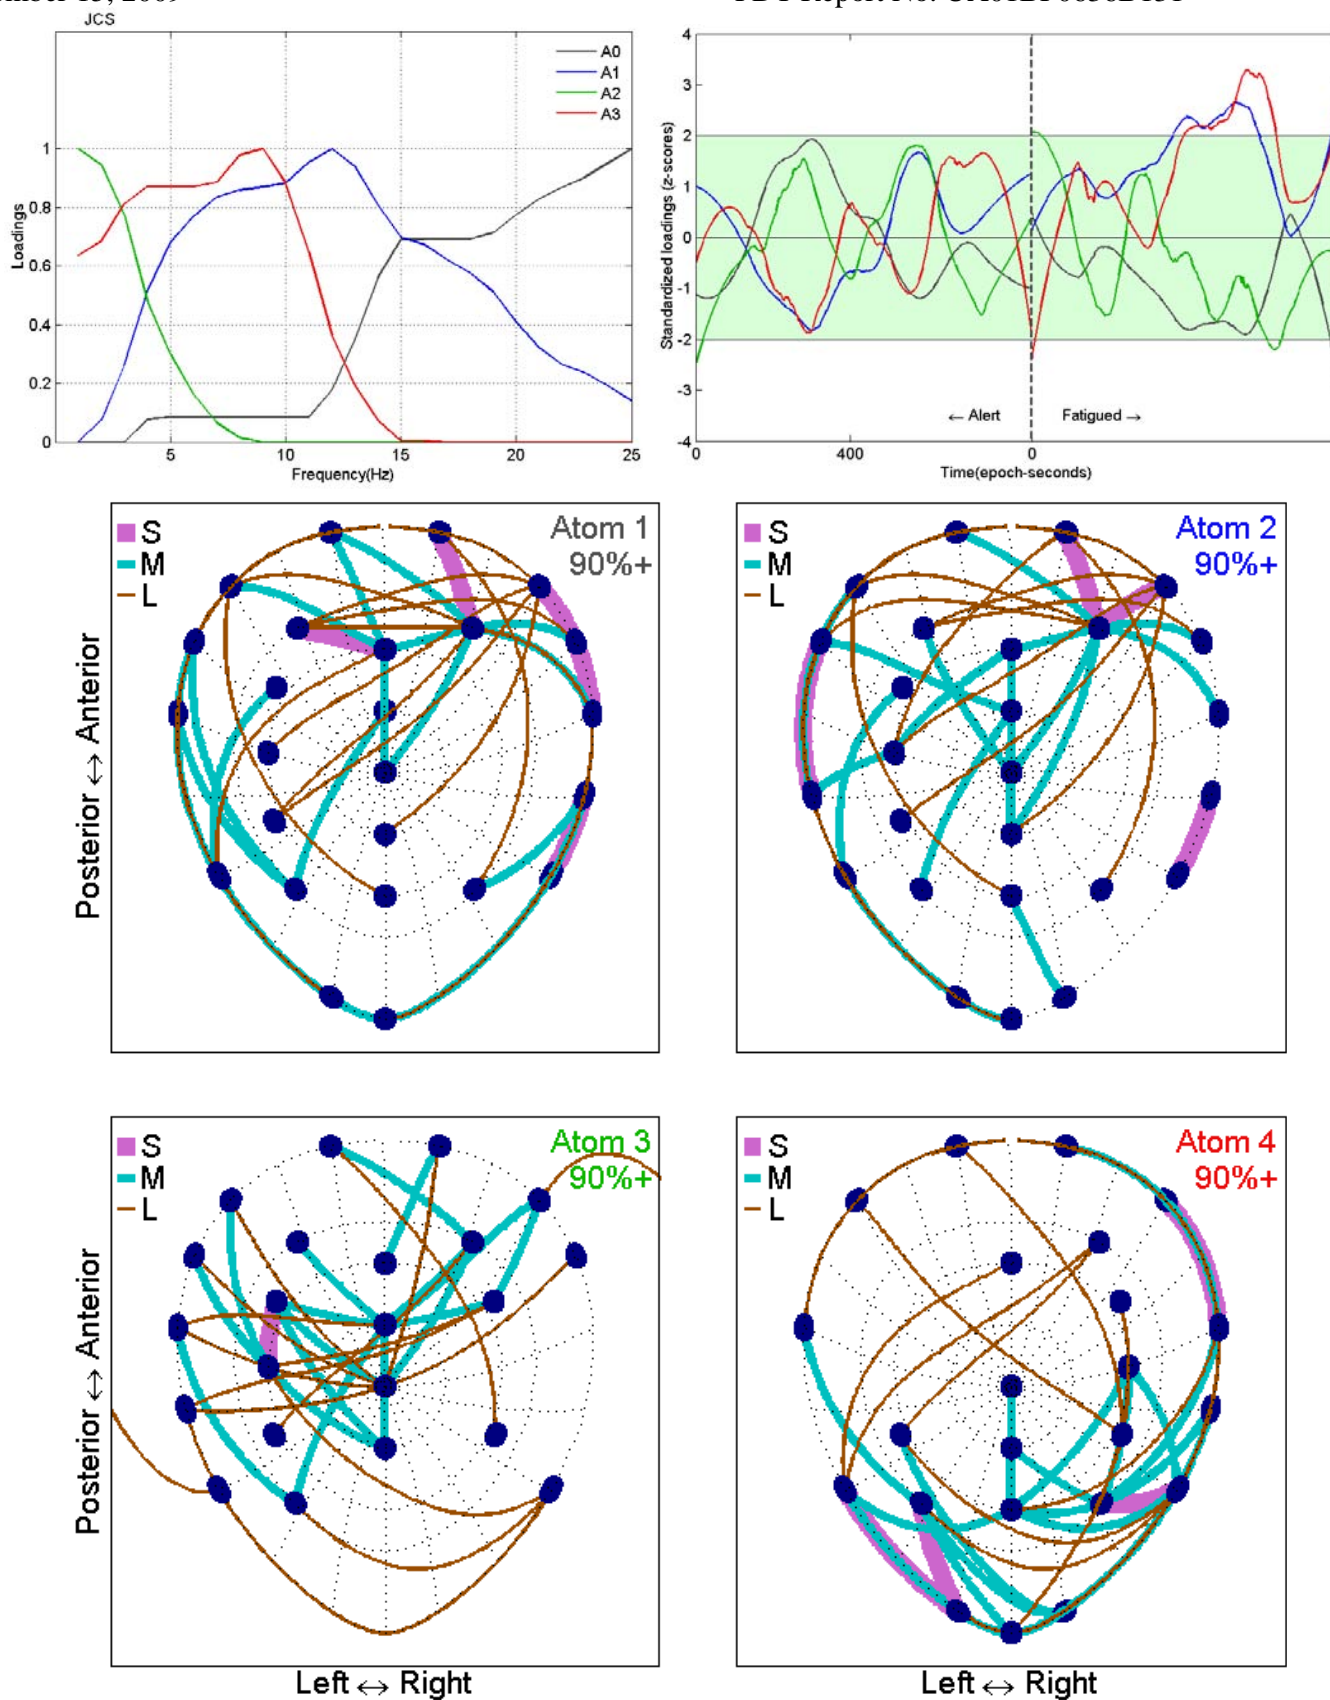 JCS
A0
A1
A2
A3
1
0.8
0.6
0.4
0.2
0
Loadings
5 10 15 20 25
Frequency(Hz)
4
3
2
1
0
-1
-2
-3
-4
Standardized loadings (z-scores)
← Alert Fatigued →
0 400 0
Time(epoch-seconds)
S
M
L
Atom 1
90%+
S
M
L
Atom 2
90%+
Posterior ↔ Anterior
S
M
L
Atom 3
90%+
S
M
L
Atom 4
90%+
Posterior ↔ Anterior
Left ↔ Right
Left ↔ Right